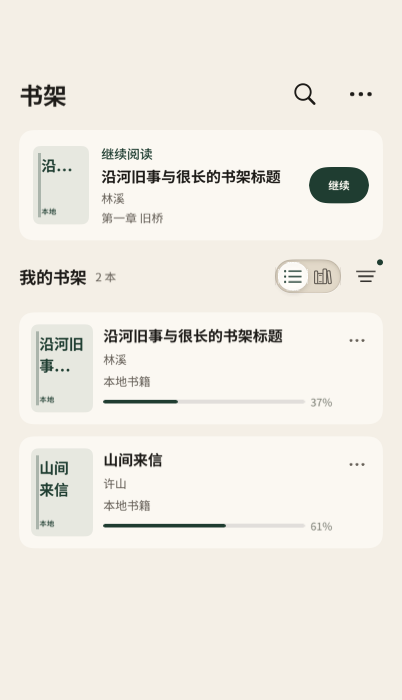 书架
沿...
本地
继续阅读
沿河旧事与很长的书架标题
林溪
第一章 旧桥
继续
我的书架 2 本
沿河旧
事...
本地
沿河旧事与很长的书架标题
林溪
本地书籍
37%
山间
来信
本地
山间来信
许山
本地书籍
61%